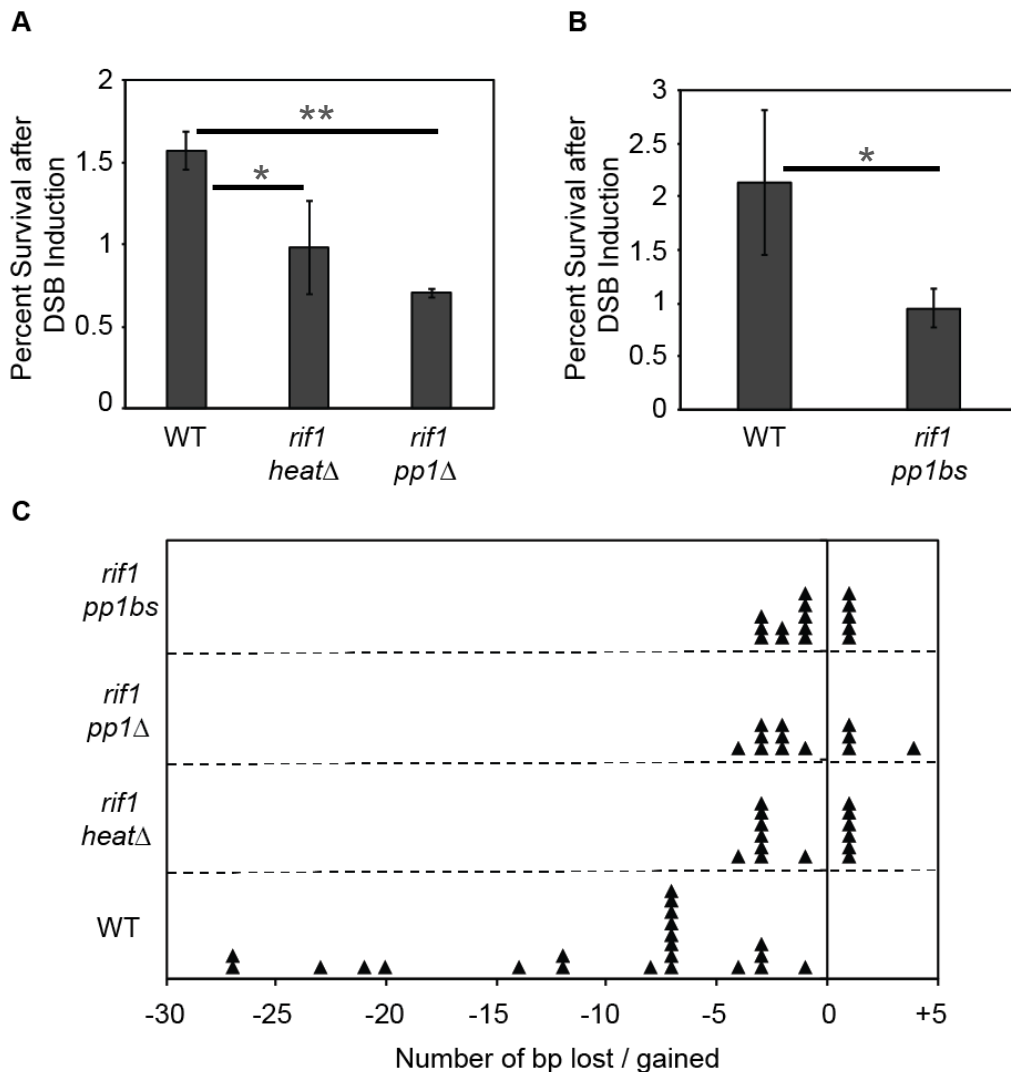 A
Percent Survival after
DSB Induction
2
1.5
1
0.5
0
**
*
WT
rif1
heatΔ
rif1
pp1Δ
B
Percent Survival after
DSB Induction
3
2.5
2
1.5
1
0.5
0
*
WT
rif1
pp1bs
C
rif1
pp1bs
rif1
pp1Δ
rif1
heatΔ
WT
-30 -25 -20 -15 -10 -5 0 +5
Number of bp lost / gained